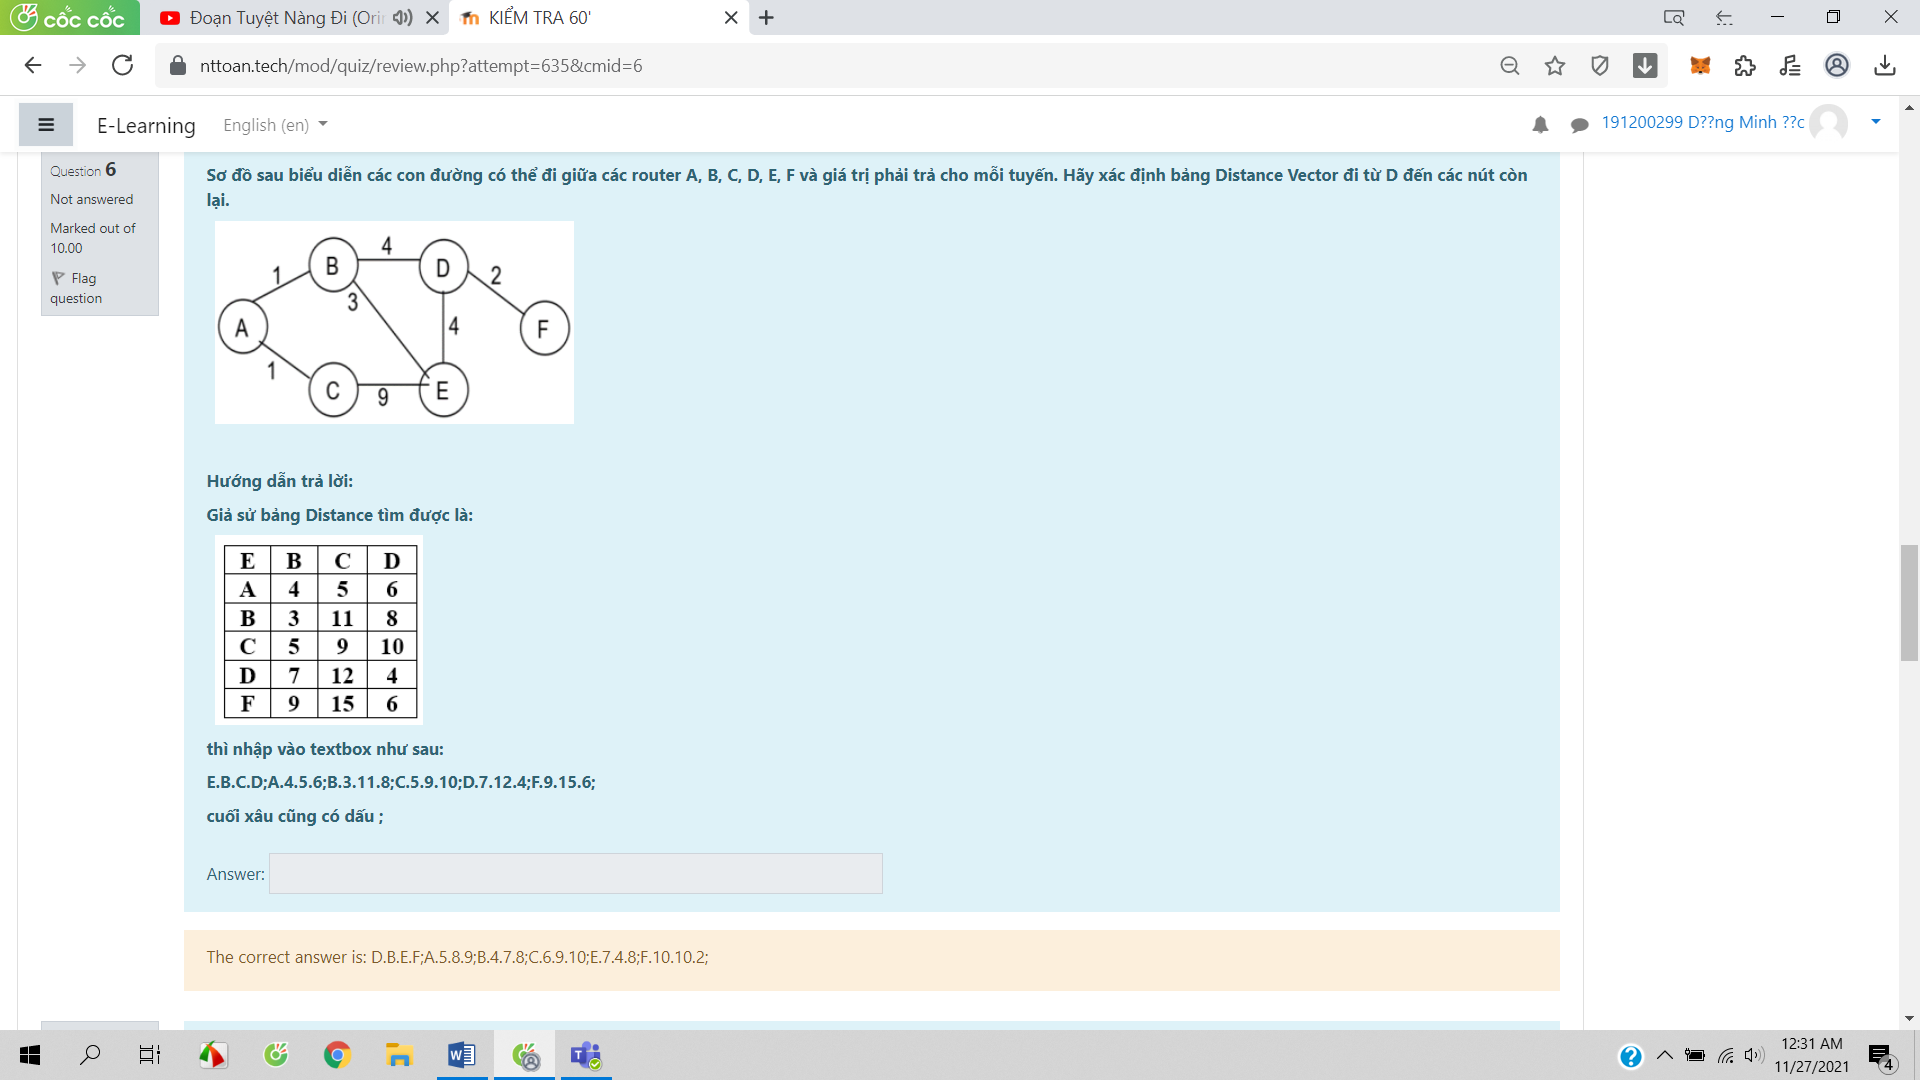 cốc cốc
Đoạn Tuyệt Nàng Đi (Ori
KIỂM TRA 60'
nttoan.tech/mod/quiz/review.php?attempt=635&cmid=6
E-Learning
English (en)
191200299 D??ng Minh ??c
Question 6
Not answered
Marked out of
10.00
Flag
question
Sơ đồ sau biểu diễn các con đường có thể đi giữa các router A, B, C, D, E, F và giá trị phải trả cho mỗi tuyến. Hãy xác định bảng Distance Vector đi từ D đến các nút còn
lại.
B 4 D
1 3 2
A 4 F
1
C 9 E
Hướng dẫn trả lời:
Giả sử bảng Distance tìm được là:
E B C D
A 4 5 6
B 3 11 8
C 5 9 10
D 7 12 4
F 9 15 6
thì nhập vào textbox như sau:
E.B.C.D;A.4.5.6;B.3.11.8;C.5.9.10;D.7.12.4;F.9.15.6;
cuối xâu cũng có dấu ;
Answer:
The correct answer is: D.B.E.F;A.5.8.9;B.4.7.8;C.6.9.10;E.7.4.8;F.10.10.2;
12:31 AM
11/27/2021
4